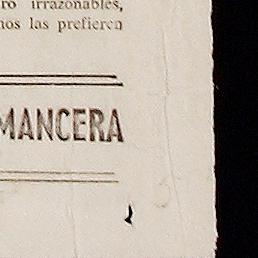 ro irrazonables,
nos las prefieren
MANCERA